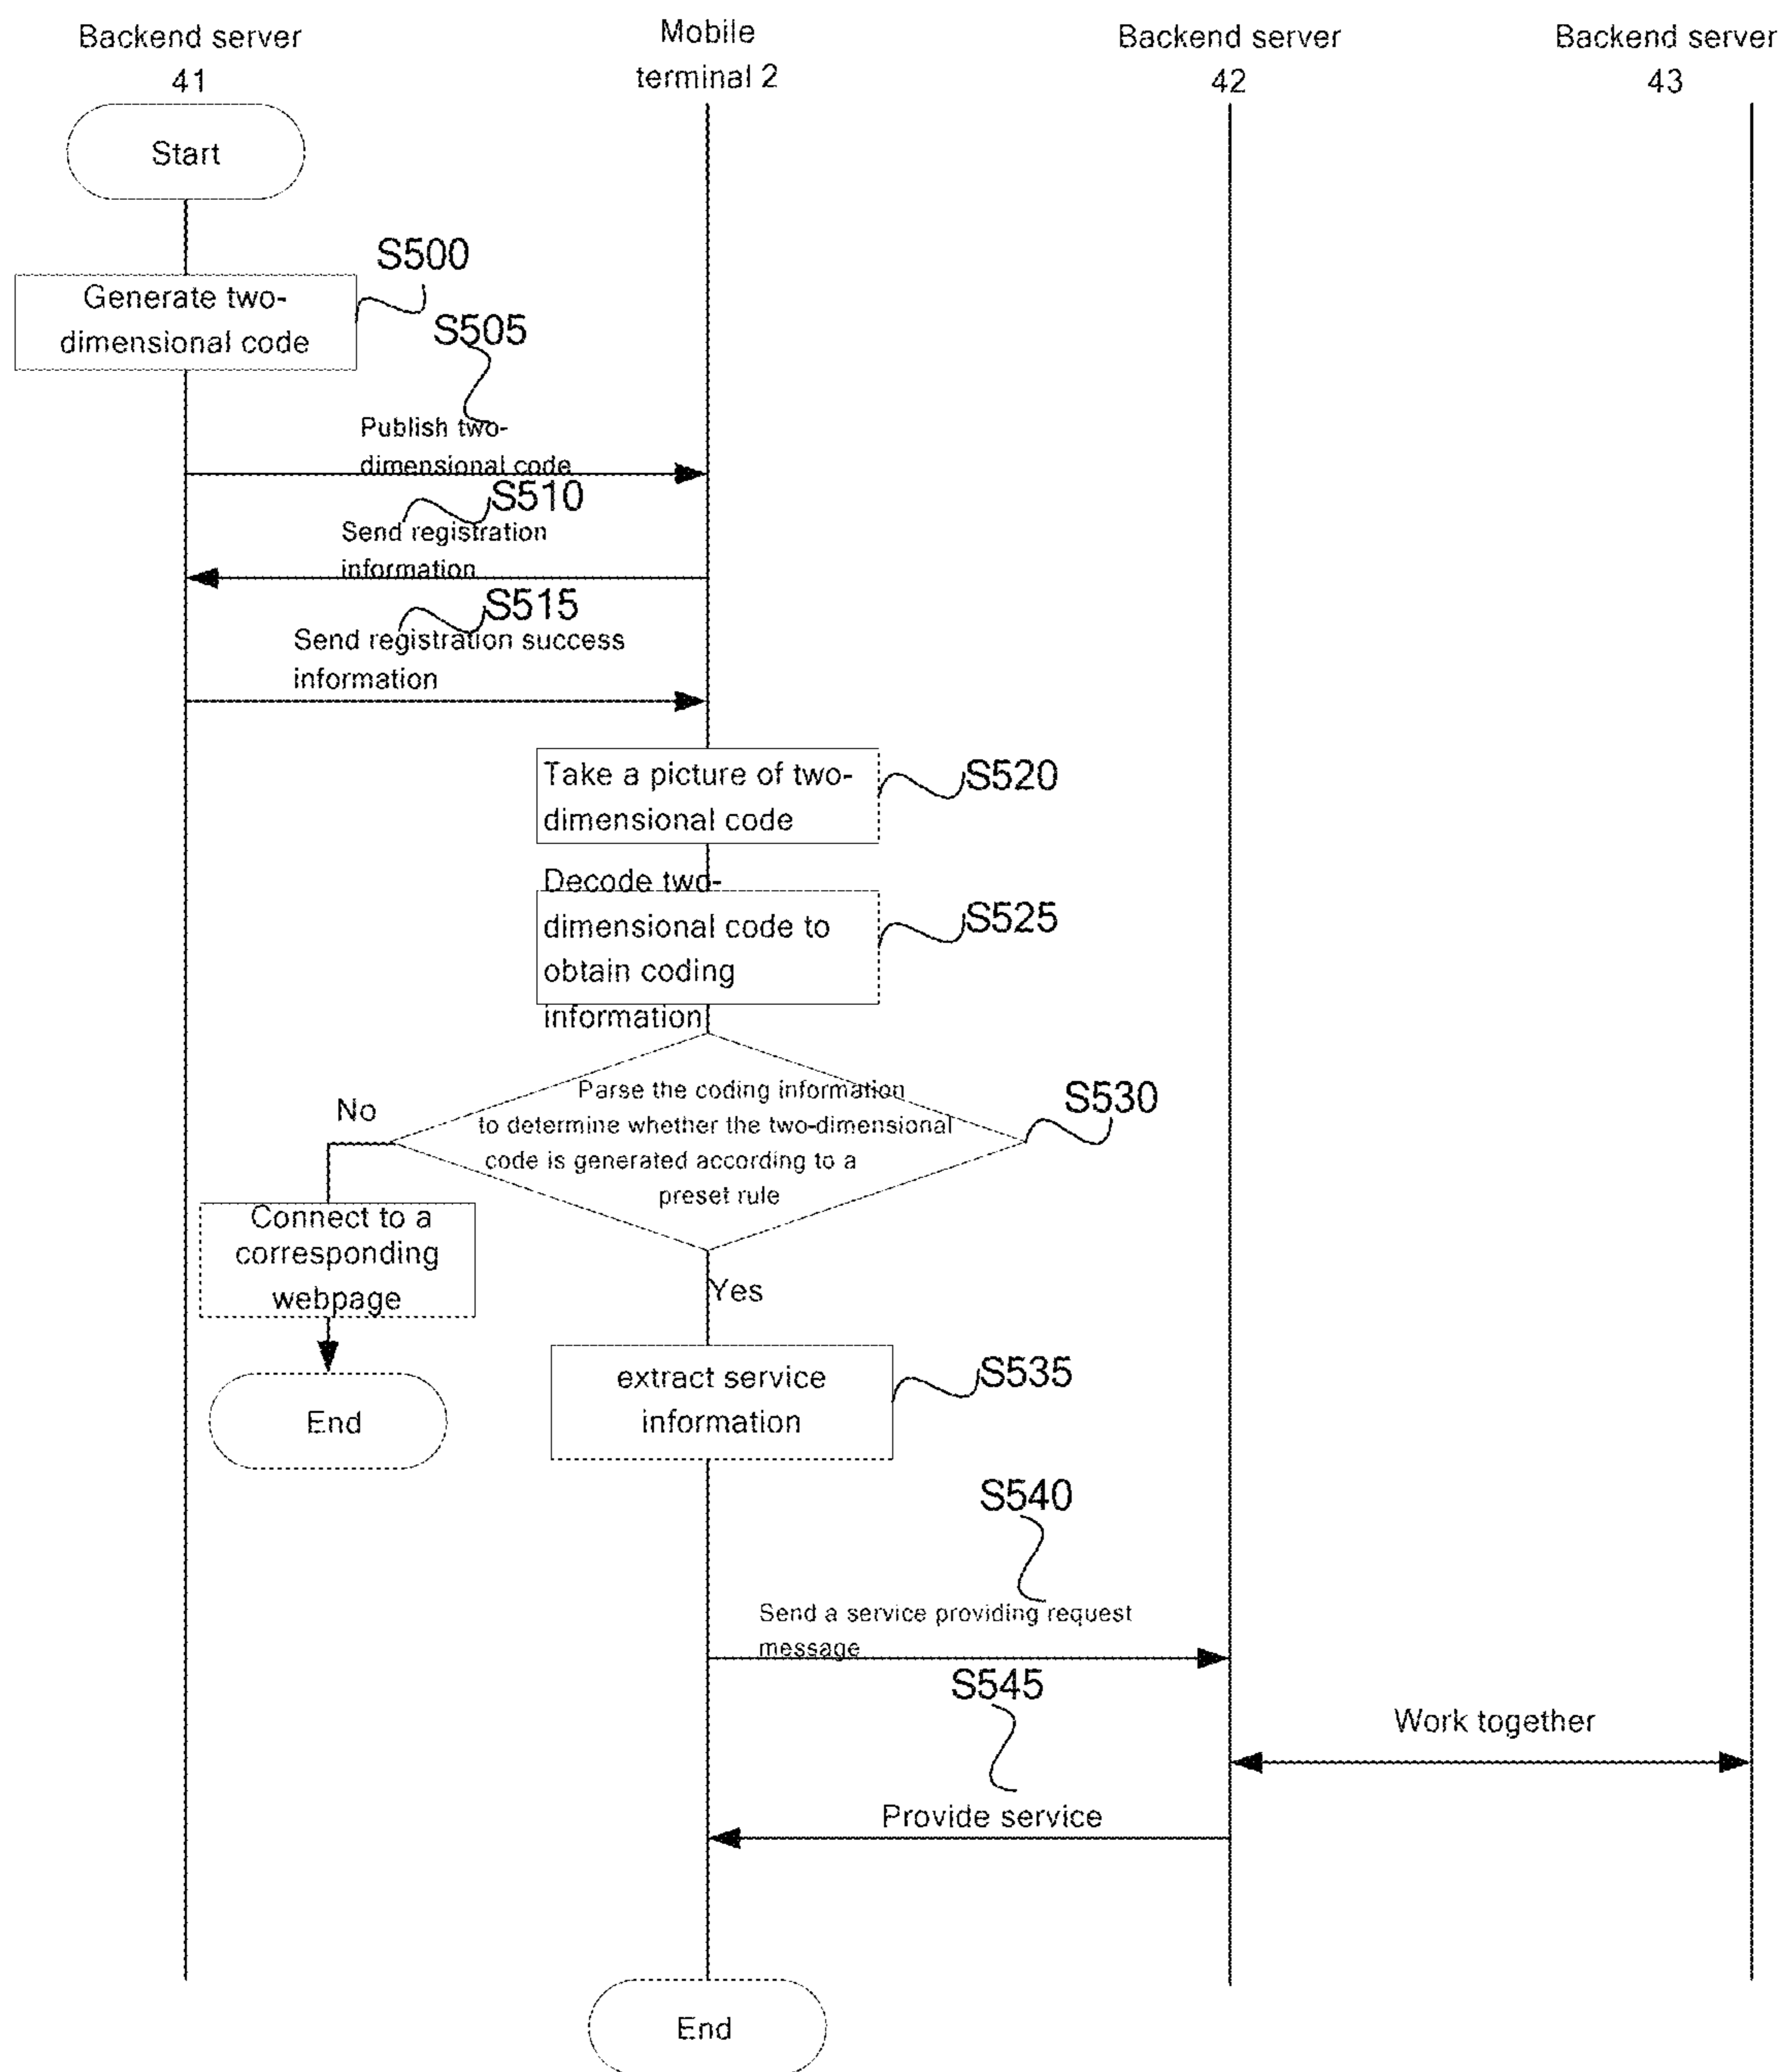 Backend server
41
Mobile
terminal 2
Backend server
42
Backend server
43
Start
S500
Generate two-
dimensional code
S505
Publish two-
dimensional code
S510
Send registration
information
S515
Send registration success
information
Take a picture of two-
dimensional code
S520
Decode two-
dimensional code to
obtain coding
information
S525
Parse the coding information
to determine whether the two-dimensional
code is generated according to a
preset rule
S530
No
Connect to a
corresponding
webpage
End
Yes
extract service
information
S535
S540
Send a service providing request
message
S545
Work together
Provide service
End